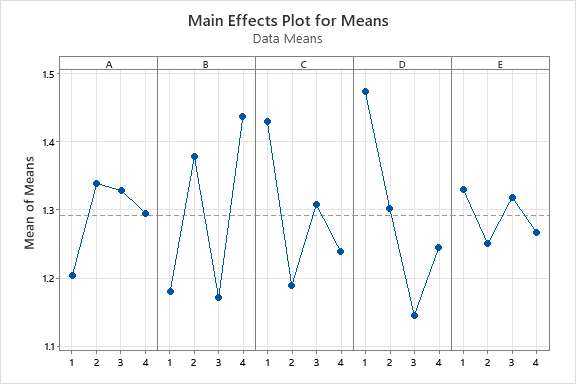 Main Effects Plot for Means
Data Means
A B C D E
1.5
1.4
1.3
1.2
1.1
Mean of Means
1 2 3 4 1 2 3 4 1 2 3 4 1 2 3 4 1 2 3 4